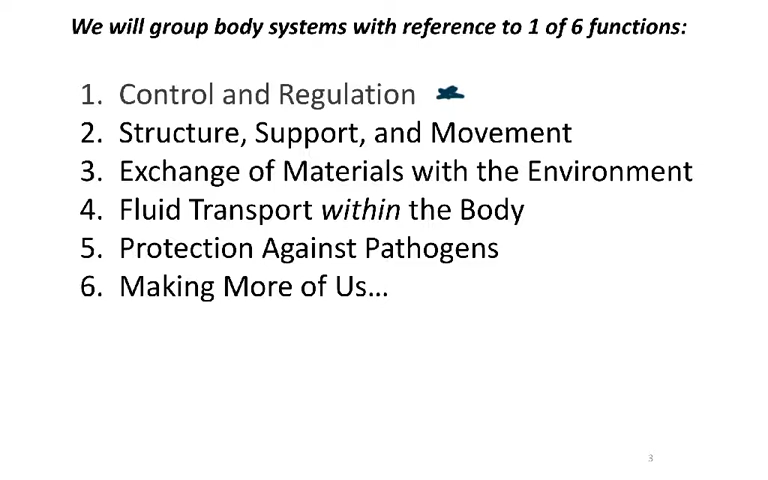 We will group body systems with reference to 1 of 6 functions:
1. Control and Regulation
2. Structure, Support, and Movement
3. Exchange of Materials with the Environment
4. Fluid Transport within the Body
5. Protection Against Pathogens
6. Making More of Us…
3